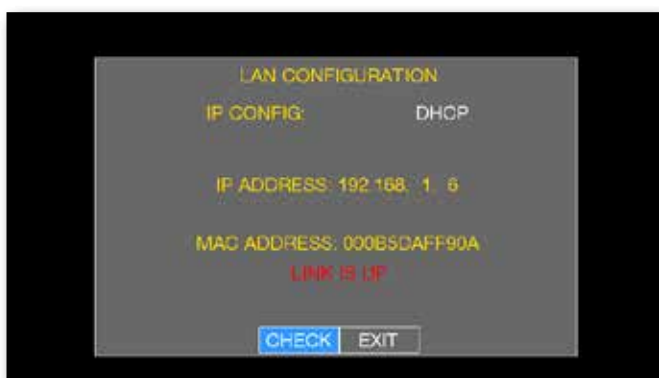 LAN CONFIGURATION
IP CONFIG: DHCP
IP ADDRESS: 192.168. 1. 6
MAC ADDRESS: 000B5DAFF90A
LINK IS UP
CHECK EXIT